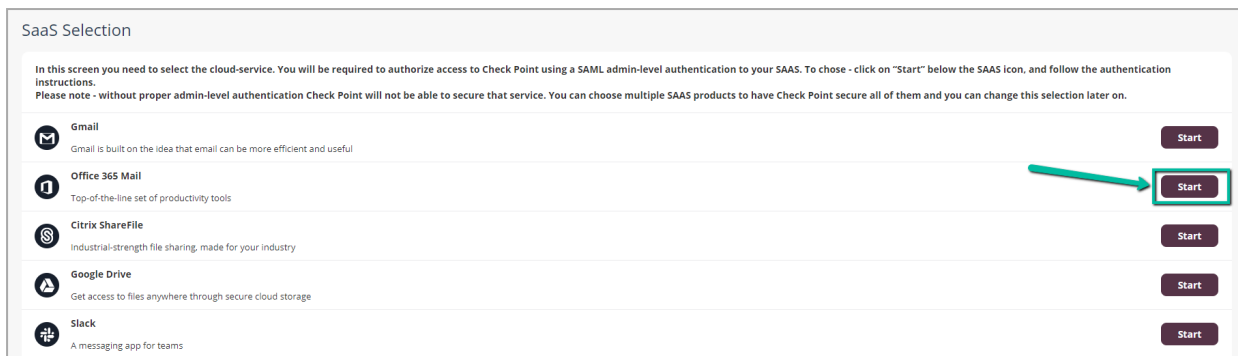 SaaS Selection
In this screen you need to select the cloud-service. You will be required to authorize access to Check Point using a SAML admin-level authentication to your SAAS. To chose - click on "Start" below the SAAS icon, and follow the authentication
instructions.
Please note - without proper admin-level authentication Check Point will not be able to secure that service. You can choose multiple SAAS products to have Check Point secure all of them and you can change this selection later on.
Gmail
Gmail is built on the idea that email can be more efficient and useful
Start
Office 365 Mail
Top-of-the-line set of productivity tools
Start
Citrix ShareFile
Industrial-strength file sharing, made for your industry
Start
Google Drive
Get access to files anywhere through secure cloud storage
Start
Slack
A messaging app for teams
Start